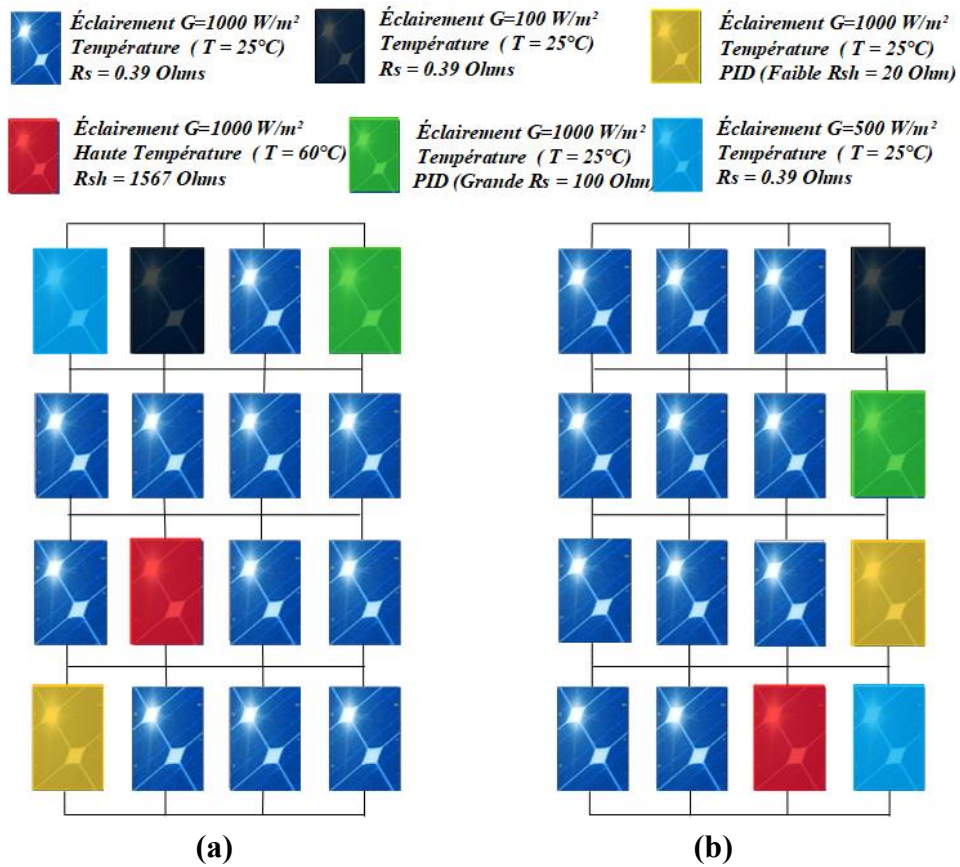 Éclairement G=1000 W/m²
Température ( T = 25°C)
Rs = 0.39 Ohms
Éclairement G=100 W/m²
Température ( T = 25°C)
Rs = 0.39 Ohms
Éclairement G=1000 W/m²
Température ( T = 25°C)
PID (Faible Rsh = 20 Ohm)
Éclairement G=1000 W/m²
Haute Température ( T = 60°C)
Rsh = 1567 Ohms
Éclairement G=1000 W/m²
Température ( T = 25°C)
PID (Grande Rs = 100 Ohm)
Éclairement G=500 W/m²
Température ( T = 25°C)
Rs = 0.39 Ohms
(a)
(b)